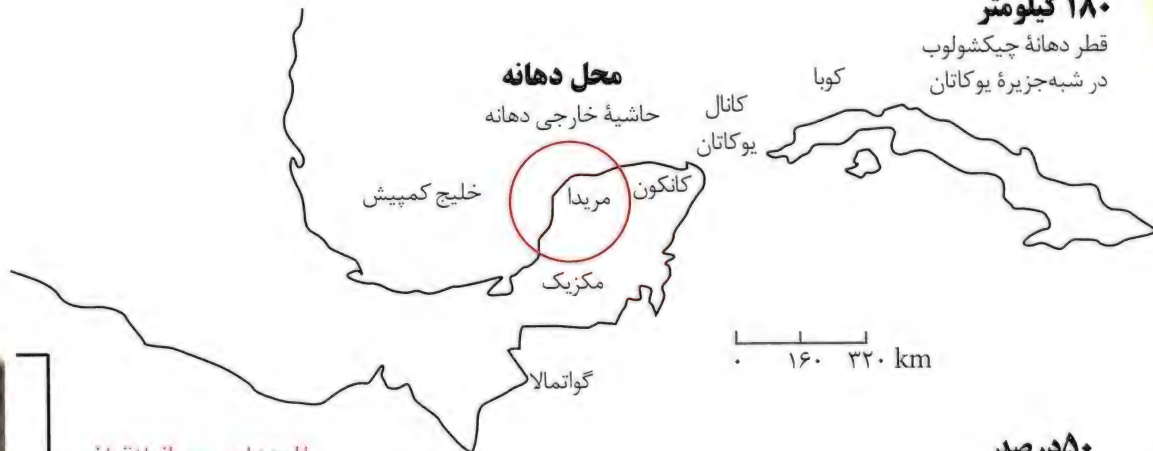 ۱۸۰ کیلومتر
قطر دهانهٔ چیکشولوب
در شبه‌جزیرهٔ یوکاتان
محل دهانه
حاشیهٔ خارجی دهانه
کوبا
کانال
یوکاتان
کانکون
مریدا
خلیج کمپیش
مکزیک
گواتمالا
۰ ۱۶۰ ۳۲۰ km
۵۰درصد